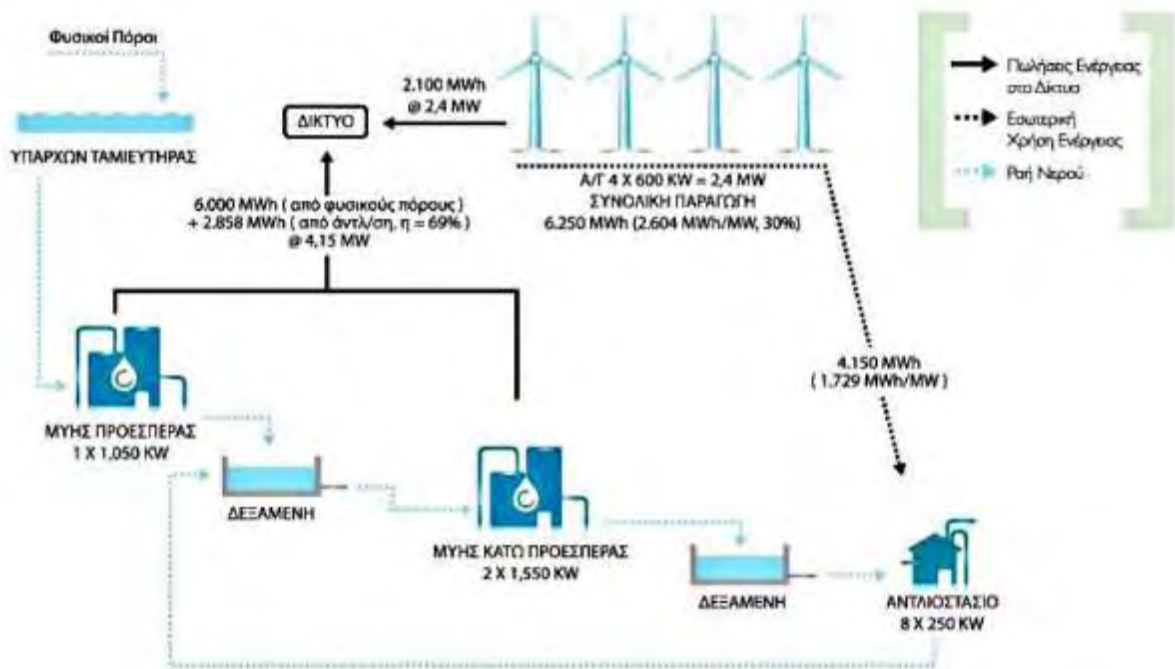 Φυσικοί Πόροι
ΥΠΑΡΧΩΝ ΤΑΜΙΕΥΤΗΡΑΣ
ΔΙΚΤΥΟ
2.100 MWh
@ 2,4 MW
Α/Γ 4 X 600 KW = 2,4 MW
ΣΥΝΟΛΙΚΗ ΠΑΡΑΓΩΓΗ
6.250 MWh (2.604 MWh/MW, 30%)
Πωλήσεις Ενέργειας
στο Δίκτυο
Εσωτερική
Χρήση Ενέργειας
Ροή Νερού
6.000 MWh ( από φυσικούς πόρους )
+ 2.858 MWh ( από άντλ/ση, η = 69% )
@ 4,15 MW
4.150 MWh
( 1.729 MWh/MW )
ΜΥΗΣ ΠΡΟΕΣΠΕΡΑΣ
1 X 1,050 KW
ΔΕΞΑΜΕΝΗ
ΜΥΗΣ ΚΑΤΩ ΠΡΟΕΣΠΕΡΑΣ
2 X 1,550 KW
ΔΕΞΑΜΕΝΗ
ΑΝΤΛΙΟΣΤΑΣΙΟ
8 X 250 KW